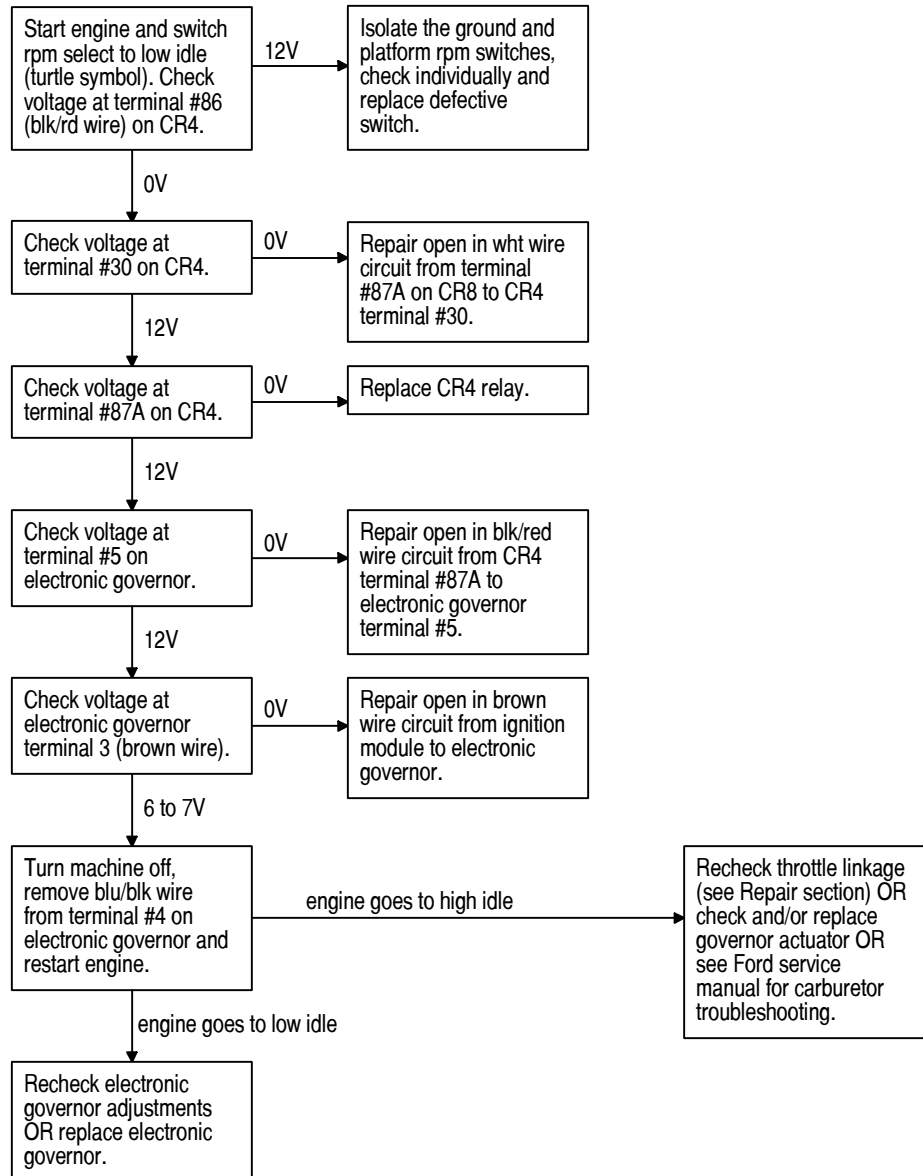 Start engine and switch
rpm select to low idle
(turtle symbol). Check
voltage at terminal #86
(blk/rd wire) on CR4.
12V
Isolate the ground and
platform rpm switches,
check individually and
replace defective
switch.
0V
Check voltage at
terminal #30 on CR4.
0V
Repair open in wht wire
circuit from terminal
#87A on CR8 to CR4
terminal #30.
12V
Check voltage at
terminal #87A on CR4.
0V
Replace CR4 relay.
12V
Check voltage at
terminal #5 on
electronic governor.
0V
Repair open in blk/red
wire circuit from CR4
terminal #87A to
electronic governor
terminal #5.
12V
Check voltage at
electronic governor
terminal 3 (brown wire).
0V
Repair open in brown
wire circuit from ignition
module to electronic
governor.
6 to 7V
Turn machine off,
remove blu/blk wire
from terminal #4 on
electronic governor and
restart engine.
engine goes to high idle
Recheck throttle linkage
(see Repair section) OR
check and/or replace
governor actuator OR
see Ford service
manual for carburetor
troubleshooting.
engine goes to low idle
Recheck electronic
governor adjustments
OR replace electronic
governor.